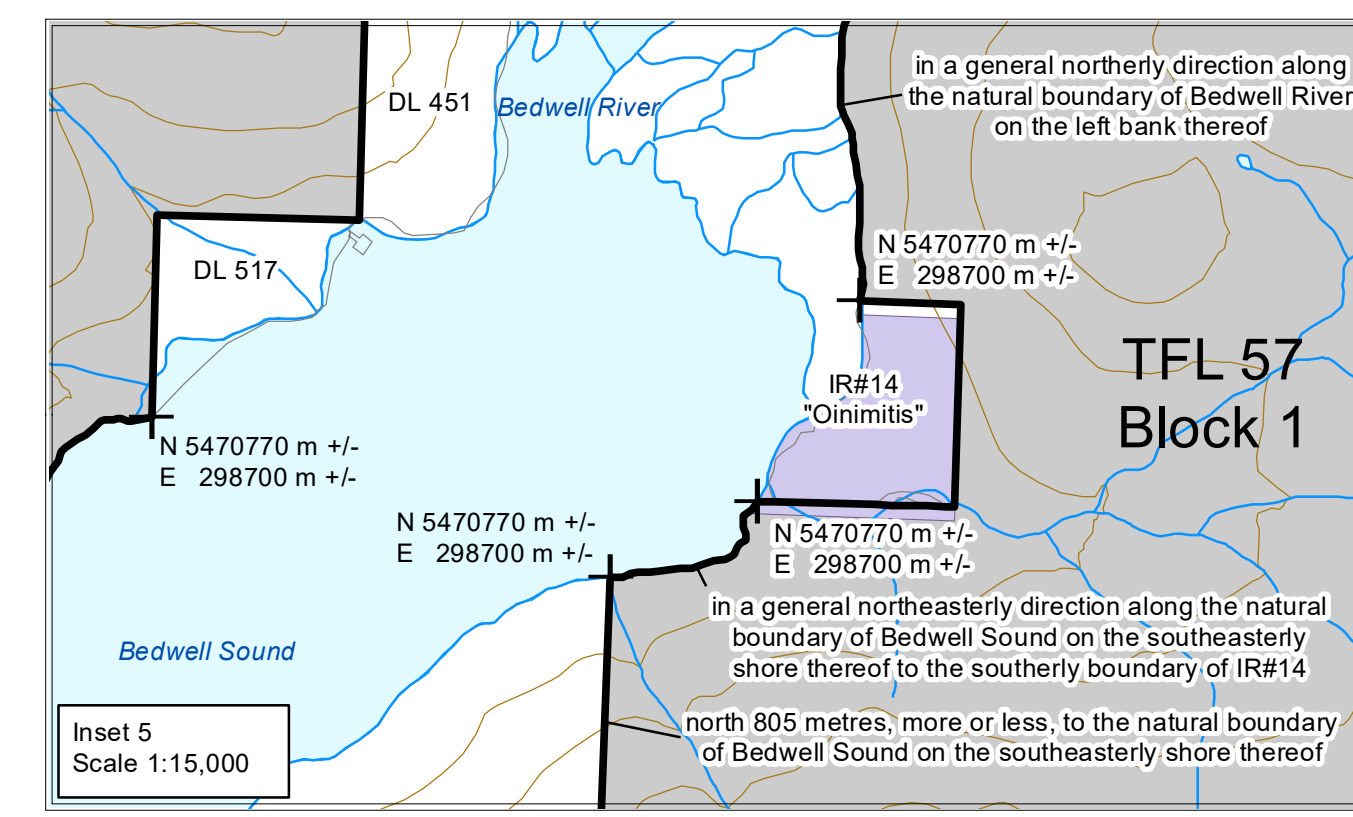 in a general northerly direction along
the natural boundary of Bedwell River
on the left bank thereof
DL 451
Bedwell River
N 5470770 m +/-
E 298700 m +/-
DL 517
TFL 57
Block 1
IR#14
"Oinimitis"
N 5470770 m +/-
E 298700 m +/-
N 5470770 m +/-
E 298700 m +/-
N 5470770 m +/-
E 298700 m +/-
in a general northeasterly direction along the natural
boundary of Bedwell Sound on the southeasterly
shore thereof to the southerly boundary of IR#14
Bedwell Sound
north 805 metres, more or less, to the natural boundary
of Bedwell Sound on the southeasterly shore thereof
Inset 5
Scale 1:15,000